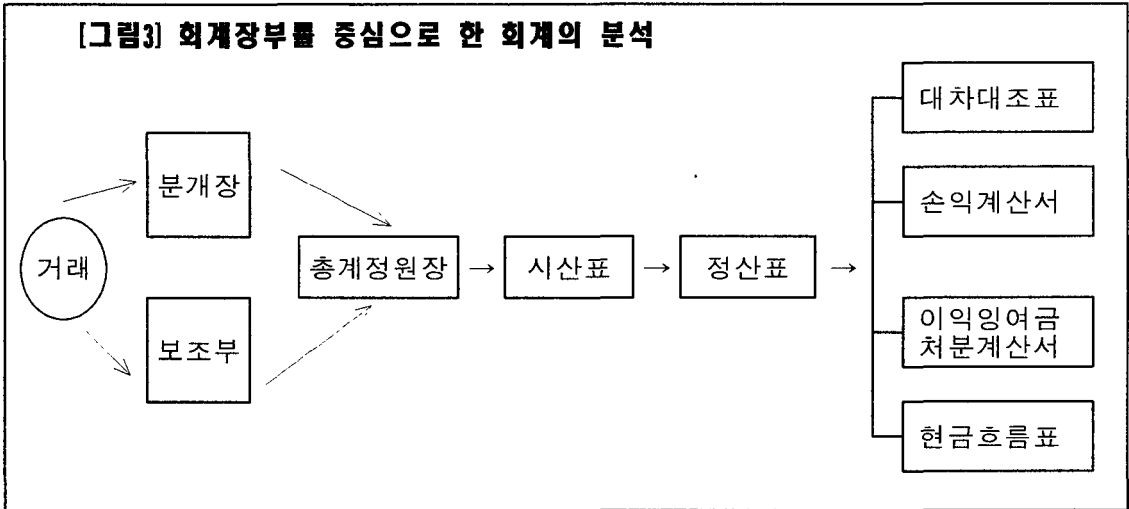 [그림3] 회계장부를 중심으로 한 회계의 분석
거래
분개장
보조부
총계정원장
→
시산표
→
정산표
→
대차대조표
손익계산서
이익잉여금
처분계산서
현금흐름표